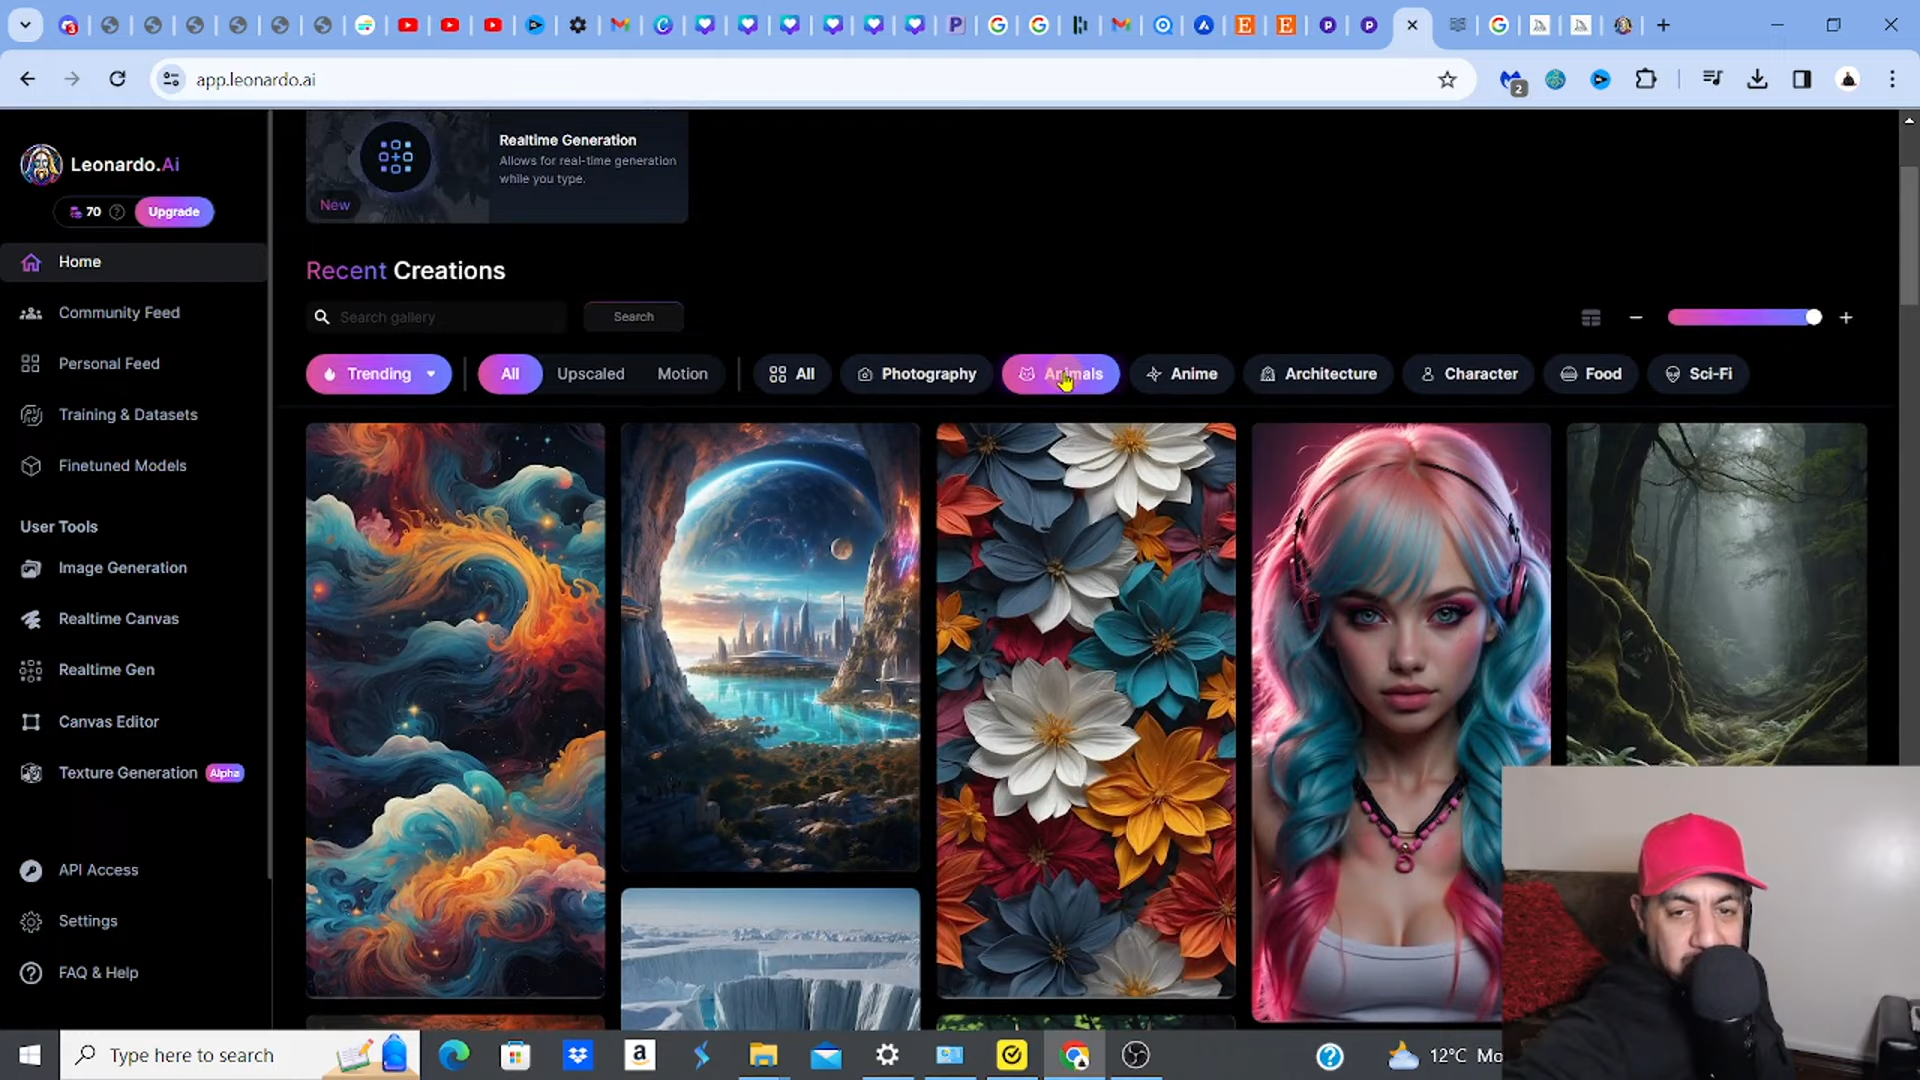 2
app.leonardo.ai
Leonardo.Ai
70
Upgrade
Home
Community Feed
Personal Feed
Training & Datasets
Finetuned Models
User Tools
Image Generation
Realtime Canvas
Realtime Gen
Canvas Editor
Texture Generation Alpha
API Access
Settings
FAQ & Help
Realtime Generation
Allows for real-time generation
while you type.
New
Recent Creations
Search gallery
Search
Trending
All
Upscaled
Motion
All
Photography
Animals
Anime
Architecture
Character
Food
Sci-Fi
Type here to search
12°C Mo